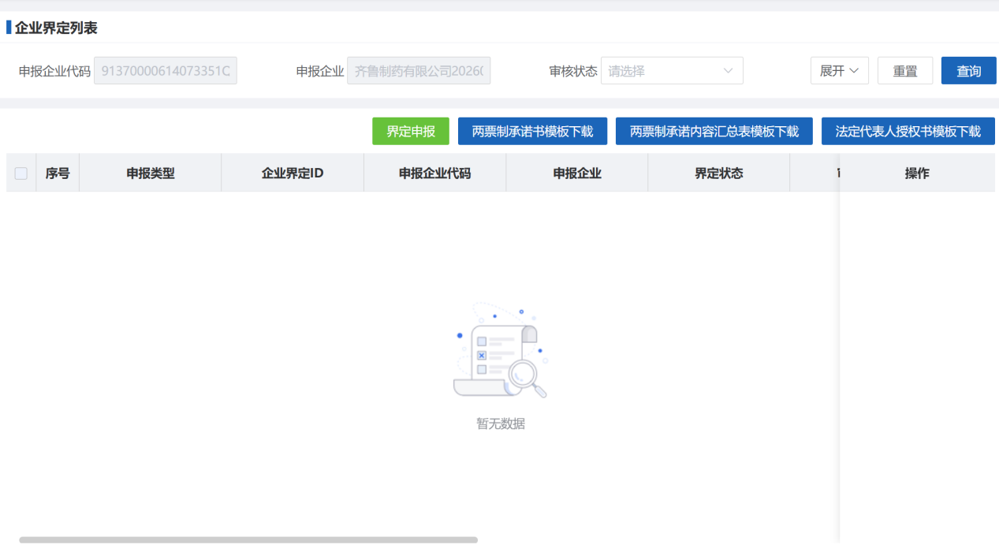 企业界定列表
申报企业代码 91370000614073351C 申报企业 齐鲁制药有限公司2026 审核状态 请选择 展开 重置 查询
界定申报 两票制承诺书模板下载 两票制承诺内容汇总表模板下载 法定代表人授权书模板下载
序号 申报类型 企业界定ID 申报企业代码 申报企业 界定状态 操作
暂无数据